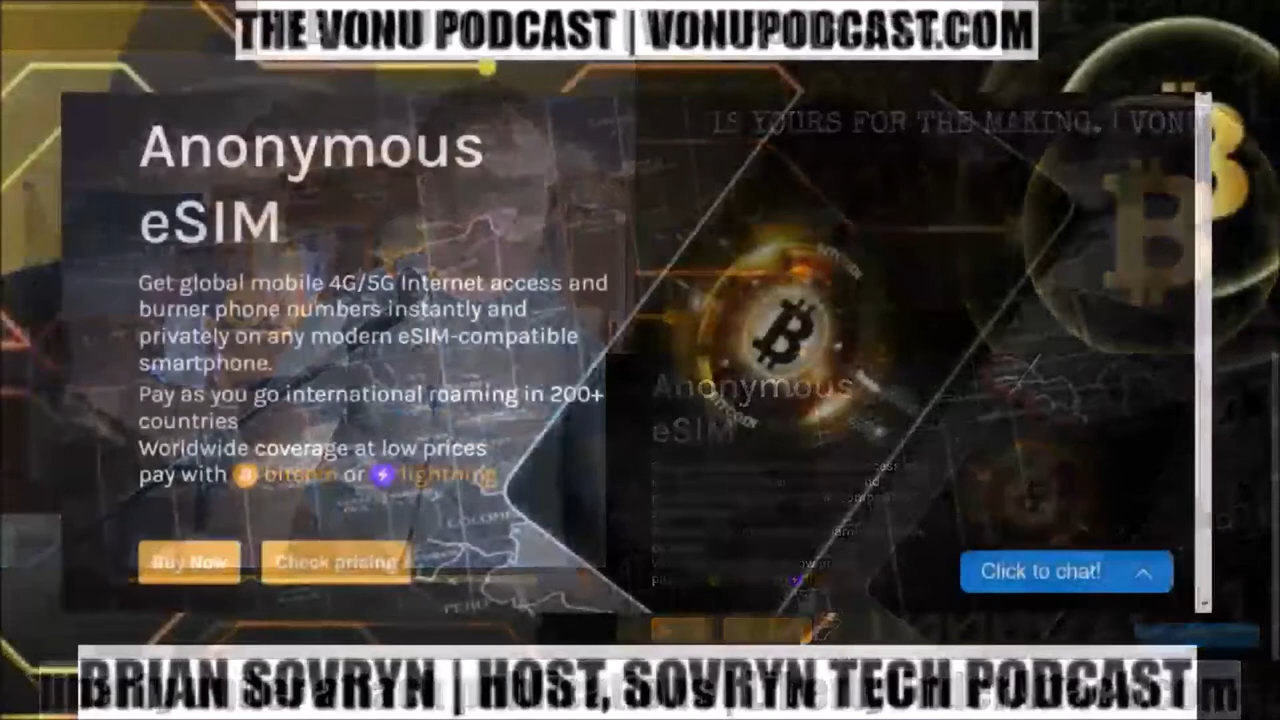 THE VONU PODCAST | VONUPODCAST.COM
IS YOURS FOR THE MAKING. | VONU
Anonymous
eSIM
Get global mobile 4G/5G Internet access and
burner phone numbers instantly and
privately on any modern eSIM-compatible
smartphone.
Pay as you go international roaming in 200+
countries
Worldwide coverage at low prices
pay with bitcoin or lightning
Buy Now
Check pricing
Anonymous
eSIM
Click to chat!
BRIAN SOVRYN | HOST, SOVRYN TECH PODCAST